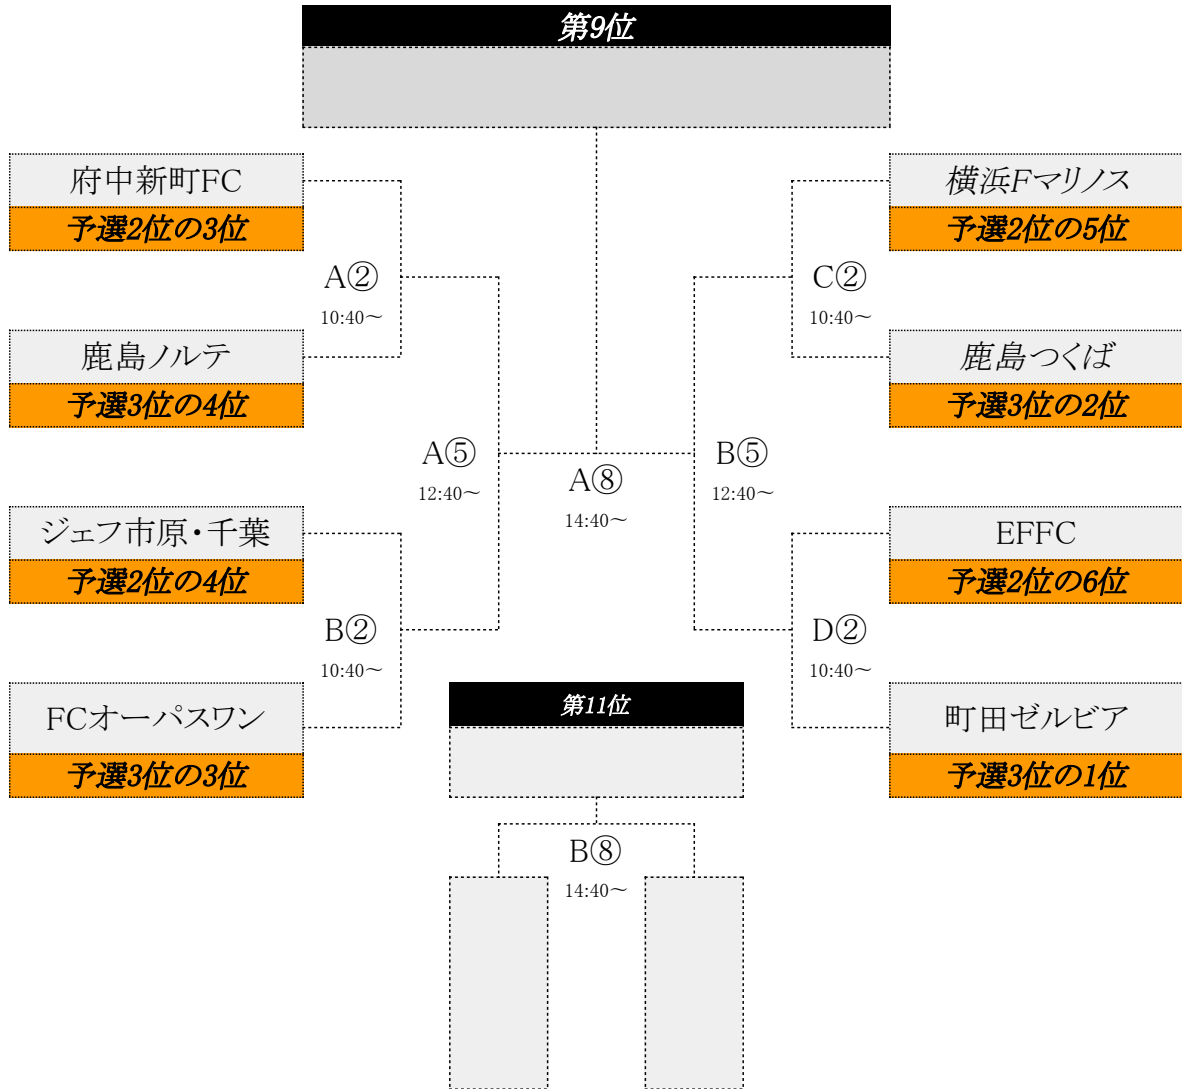 第9位
府中新町FC
予選2位の3位
横浜Fマリノス
予選2位の5位
A②
10:40～
C②
10:40～
鹿島ノルテ
予選3位の4位
鹿島つくば
予選3位の2位
A⑤
12:40～
A⑧
14:40～
B⑤
12:40～
ジェフ市原・千葉
予選2位の4位
EFFC
予選2位の6位
B②
10:40～
D②
10:40～
FCオーパスワン
予選3位の3位
第11位
町田ゼルビア
予選3位の1位
B⑧
14:40～